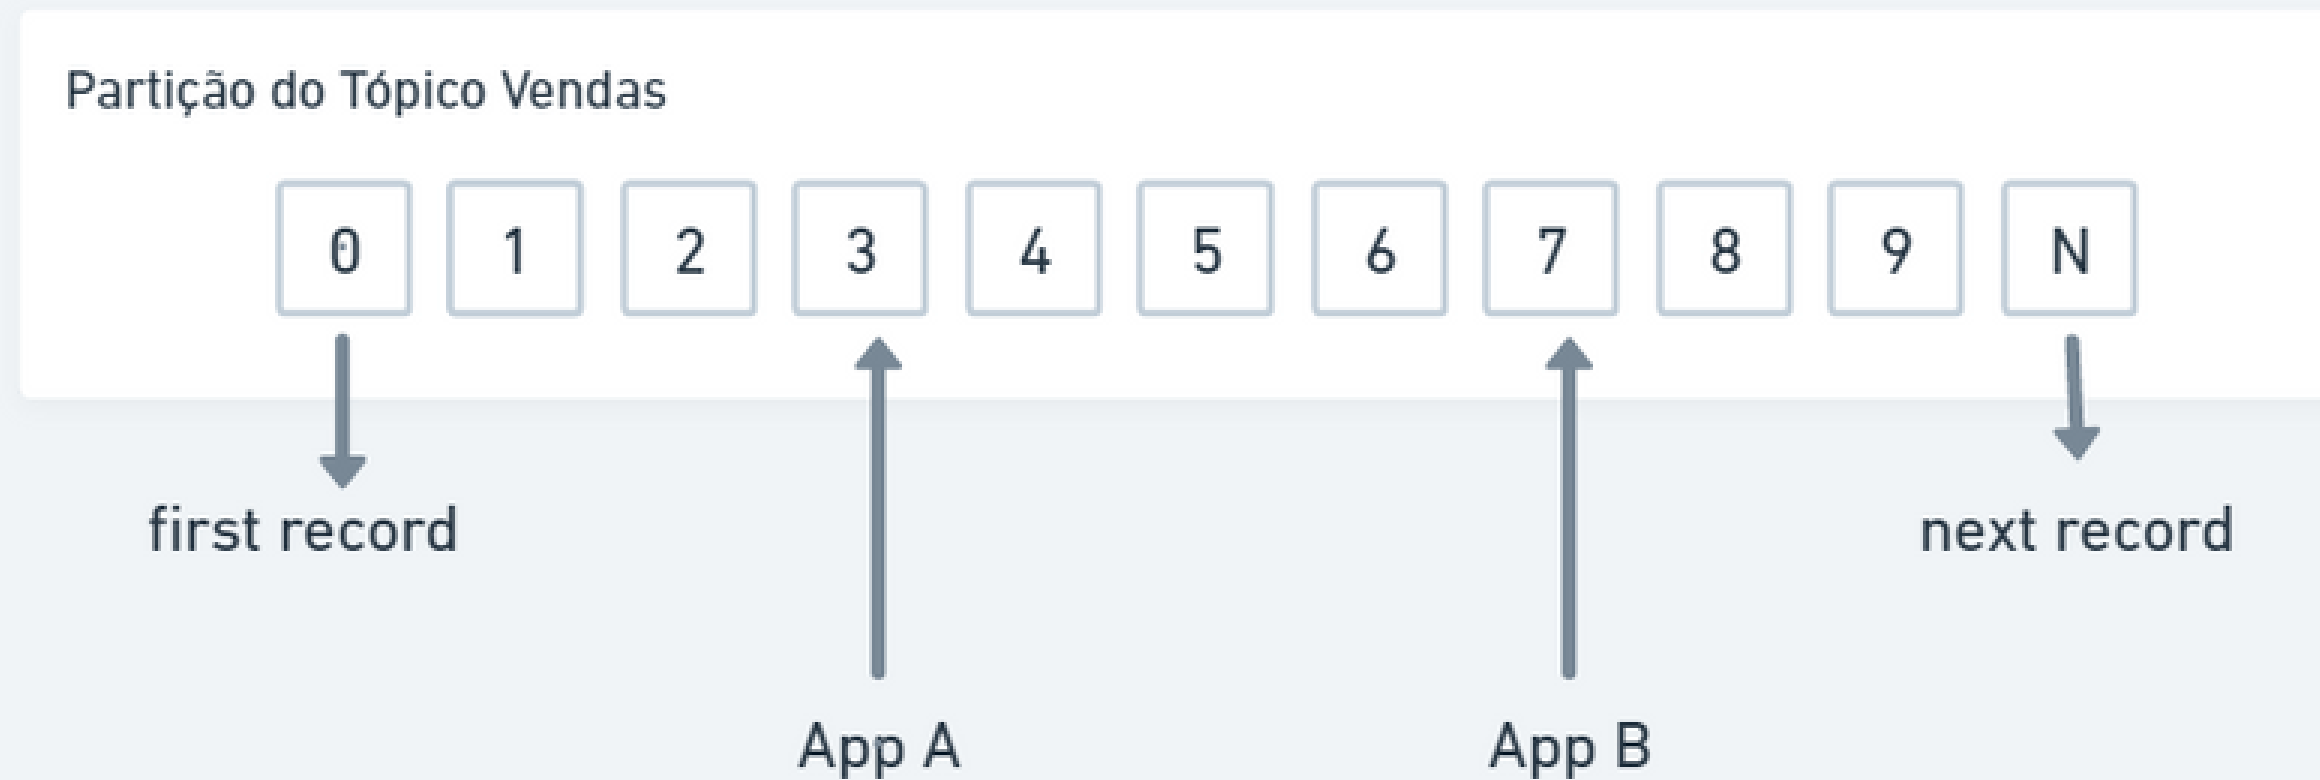 Partição do Tópico Vendas
0 1 2 3 4 5 6 7 8 9 N
first record
next record
App A
App B